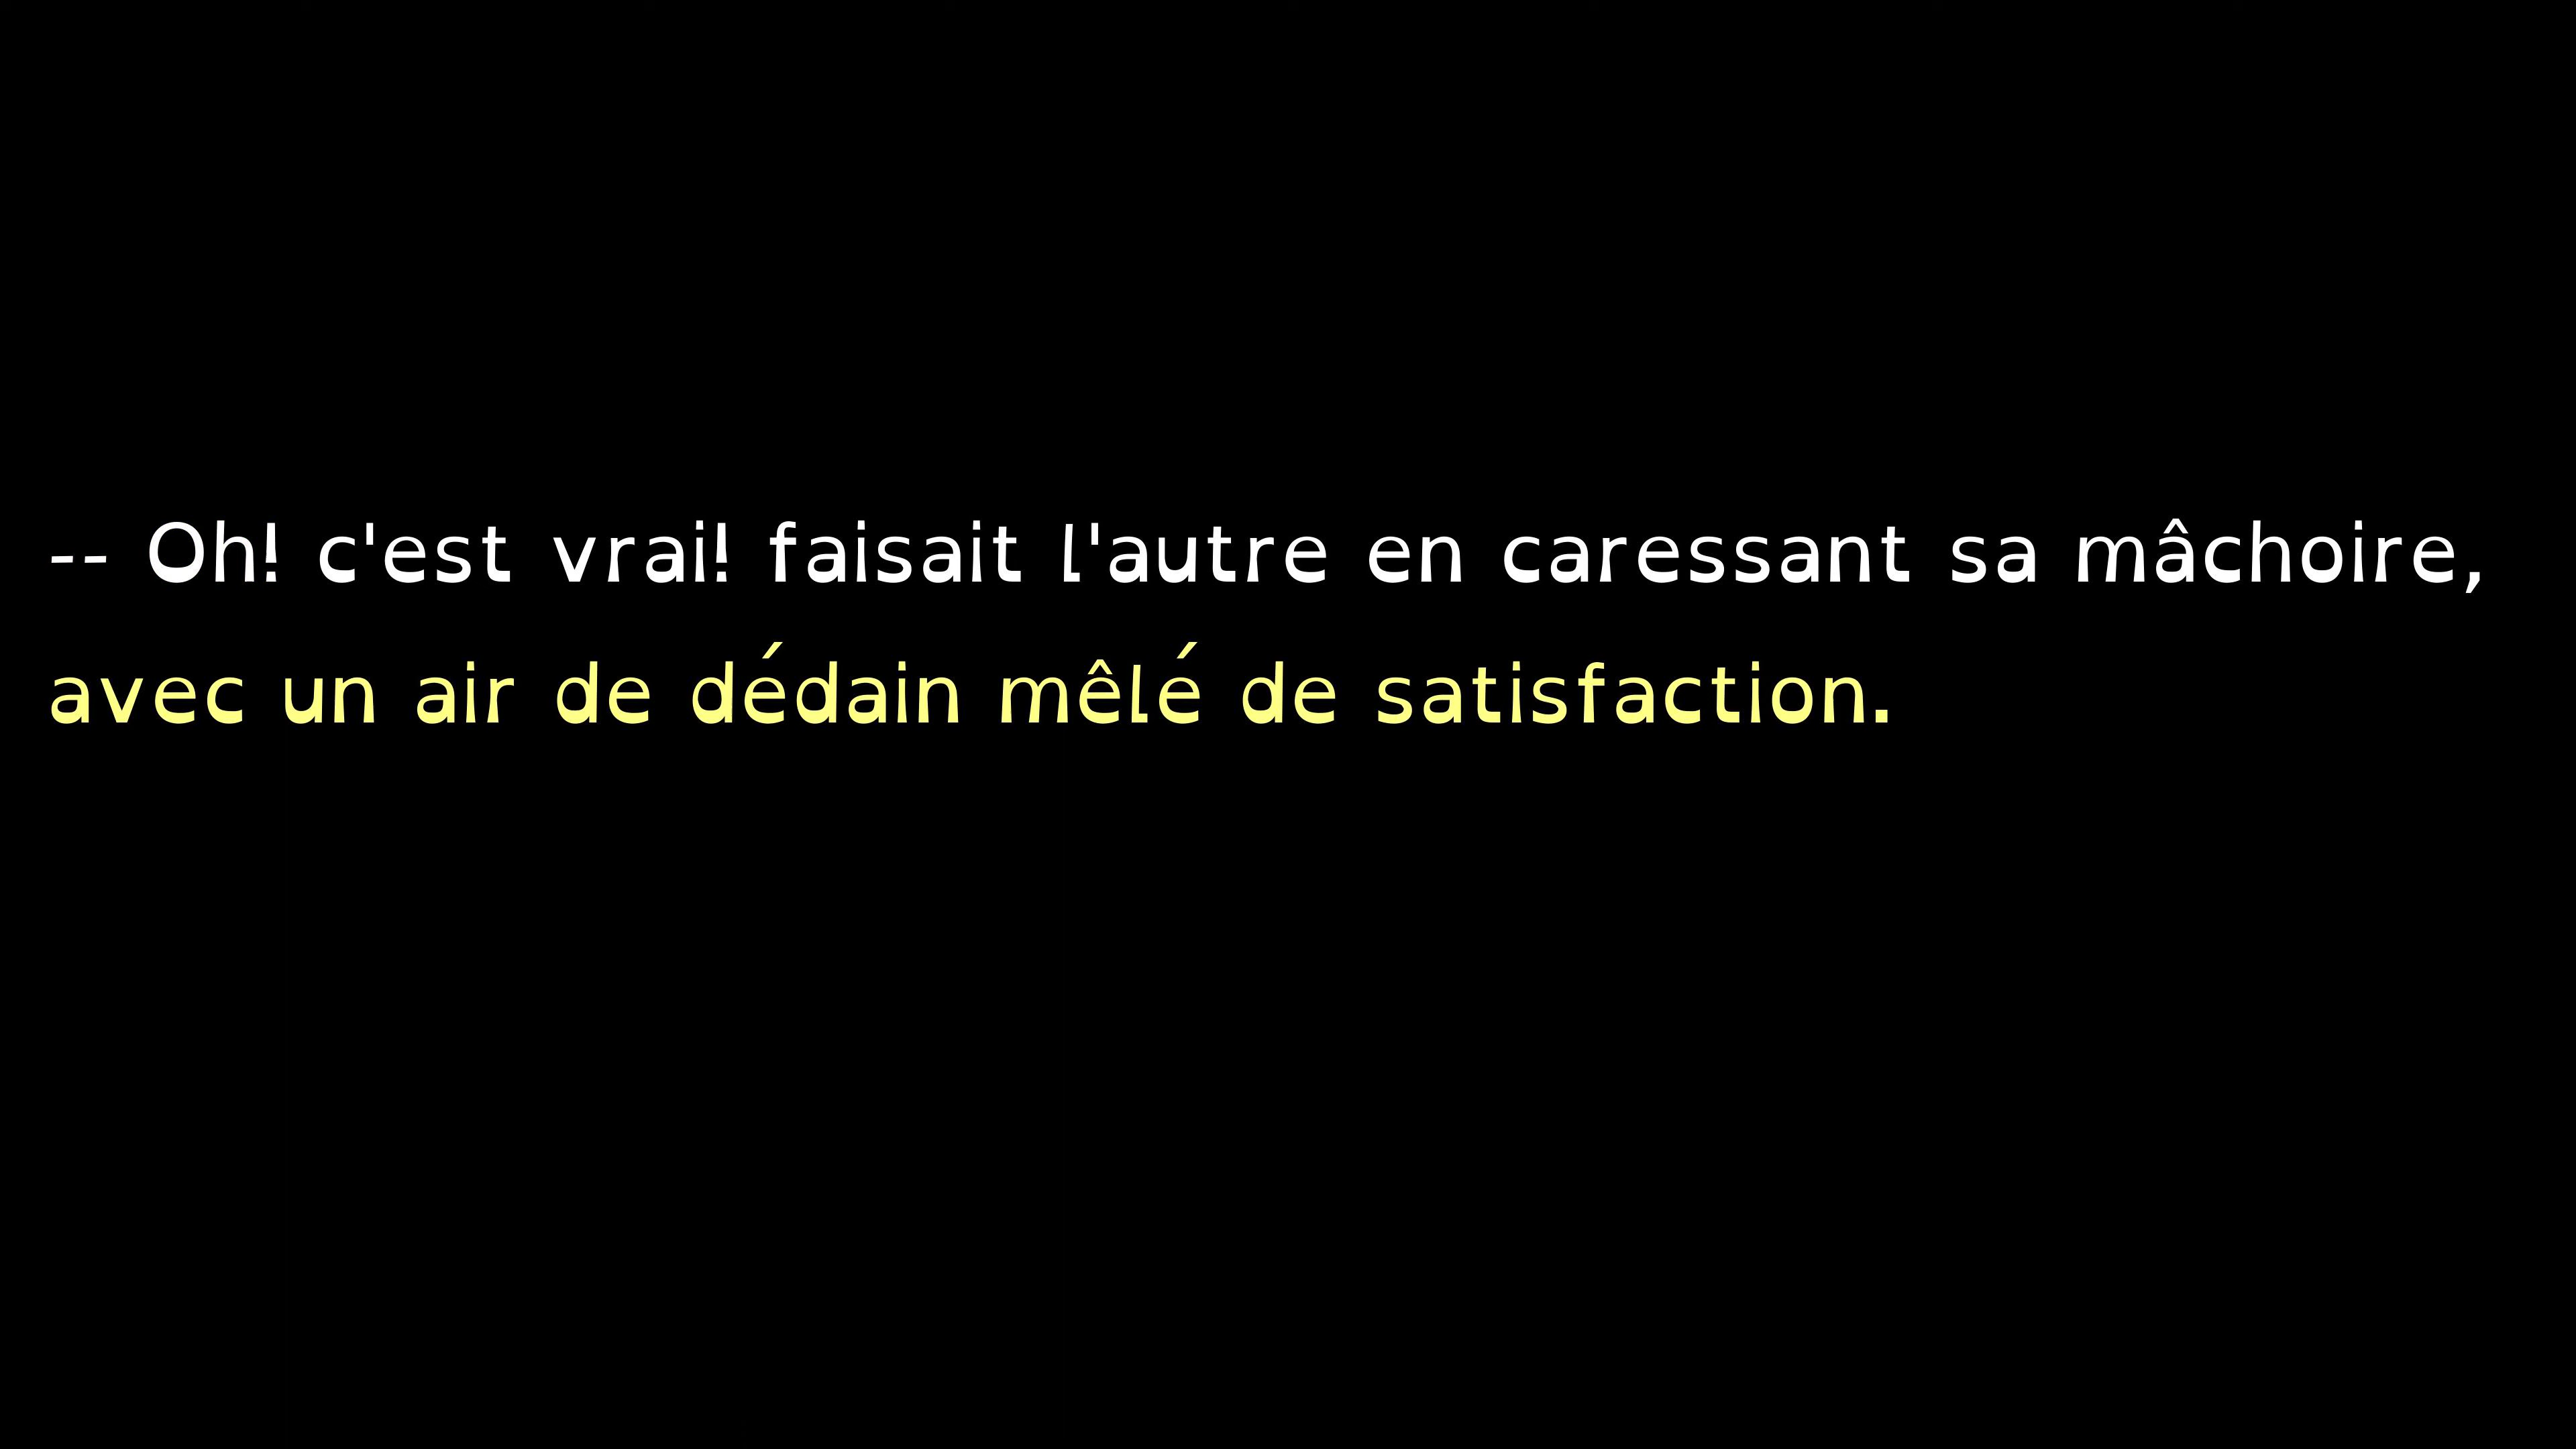 -- Oh! c'est vrai! faisait l'autre en caressant sa mâchoire,
avec un air de dédain mêlé de satisfaction.